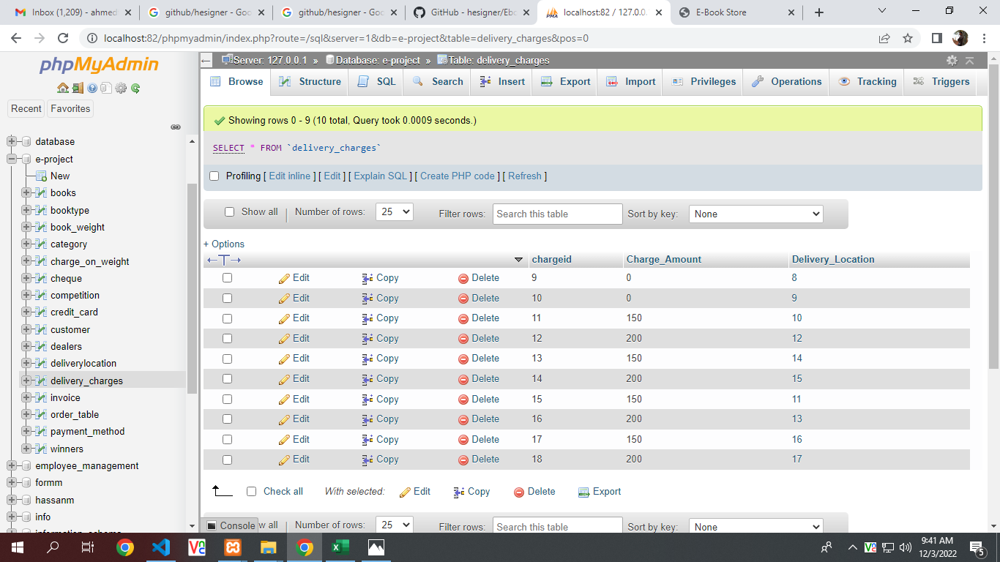 Inbox (1,209) - ahmed
github/hesigner - Goo
github/hesigner - Goo
GitHub - hesigner/Ebo
localhost:82 / 127.0.0.
E-Book Store
localhost:82/phpmyadmin/index.php?route=/sql&server=1&db=e-project&table=delivery_charges&pos=0
phpMyAdmin
Recent
Favorites
database
e-project
New
books
booktype
book_weight
category
charge_on_weight
cheque
competition
credit_card
customer
dealers
deliverylocation
delivery_charges
invoice
order_table
payment_method
winners
employee_management
formm
hassanm
info
information_schema
Server: 127.0.0.1 » Database: e-project » Table: delivery_charges
Browse Structure SQL Search Insert Export Import Privileges Operations Tracking Triggers
Showing rows 0 - 9 (10 total, Query took 0.0009 seconds.)
SELECT * FROM `delivery_charges`
Profiling [ Edit inline ] [ Edit ] [ Explain SQL ] [ Create PHP code ] [ Refresh ]
Show all Number of rows: 25 Filter rows: Search this table Sort by key: None
+ Options
←T→ chargeid Charge_Amount Delivery_Location
Edit Copy Delete 9 0 8
Edit Copy Delete 10 0 9
Edit Copy Delete 11 150 10
Edit Copy Delete 12 200 12
Edit Copy Delete 13 150 14
Edit Copy Delete 14 200 15
Edit Copy Delete 15 150 11
Edit Copy Delete 16 200 13
Edit Copy Delete 17 150 16
Edit Copy Delete 18 200 17
Check all With selected: Edit Copy Delete Export
Console
w all Number of rows: 25 Filter rows: Search this table Sort by key: None
9:41 AM
12/3/2022
5